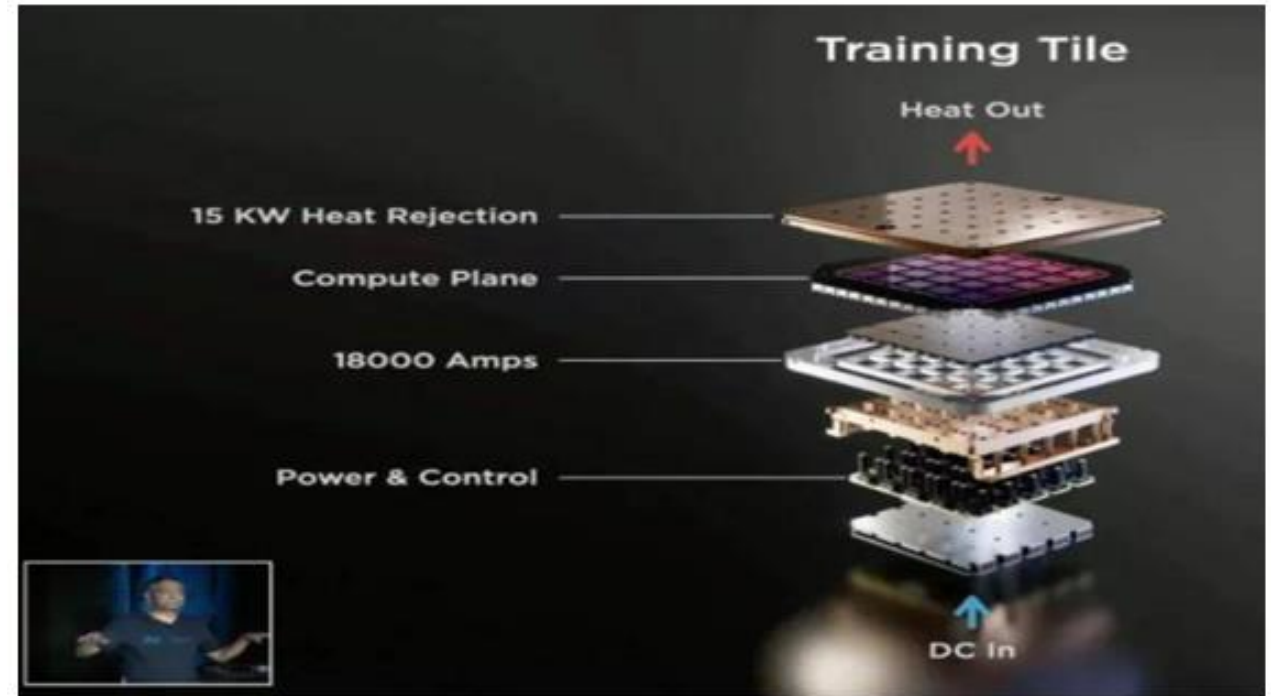 Training Tile
Heat Out
15 KW Heat Rejection
Compute Plane
18000 Amps
Power & Control
DC In